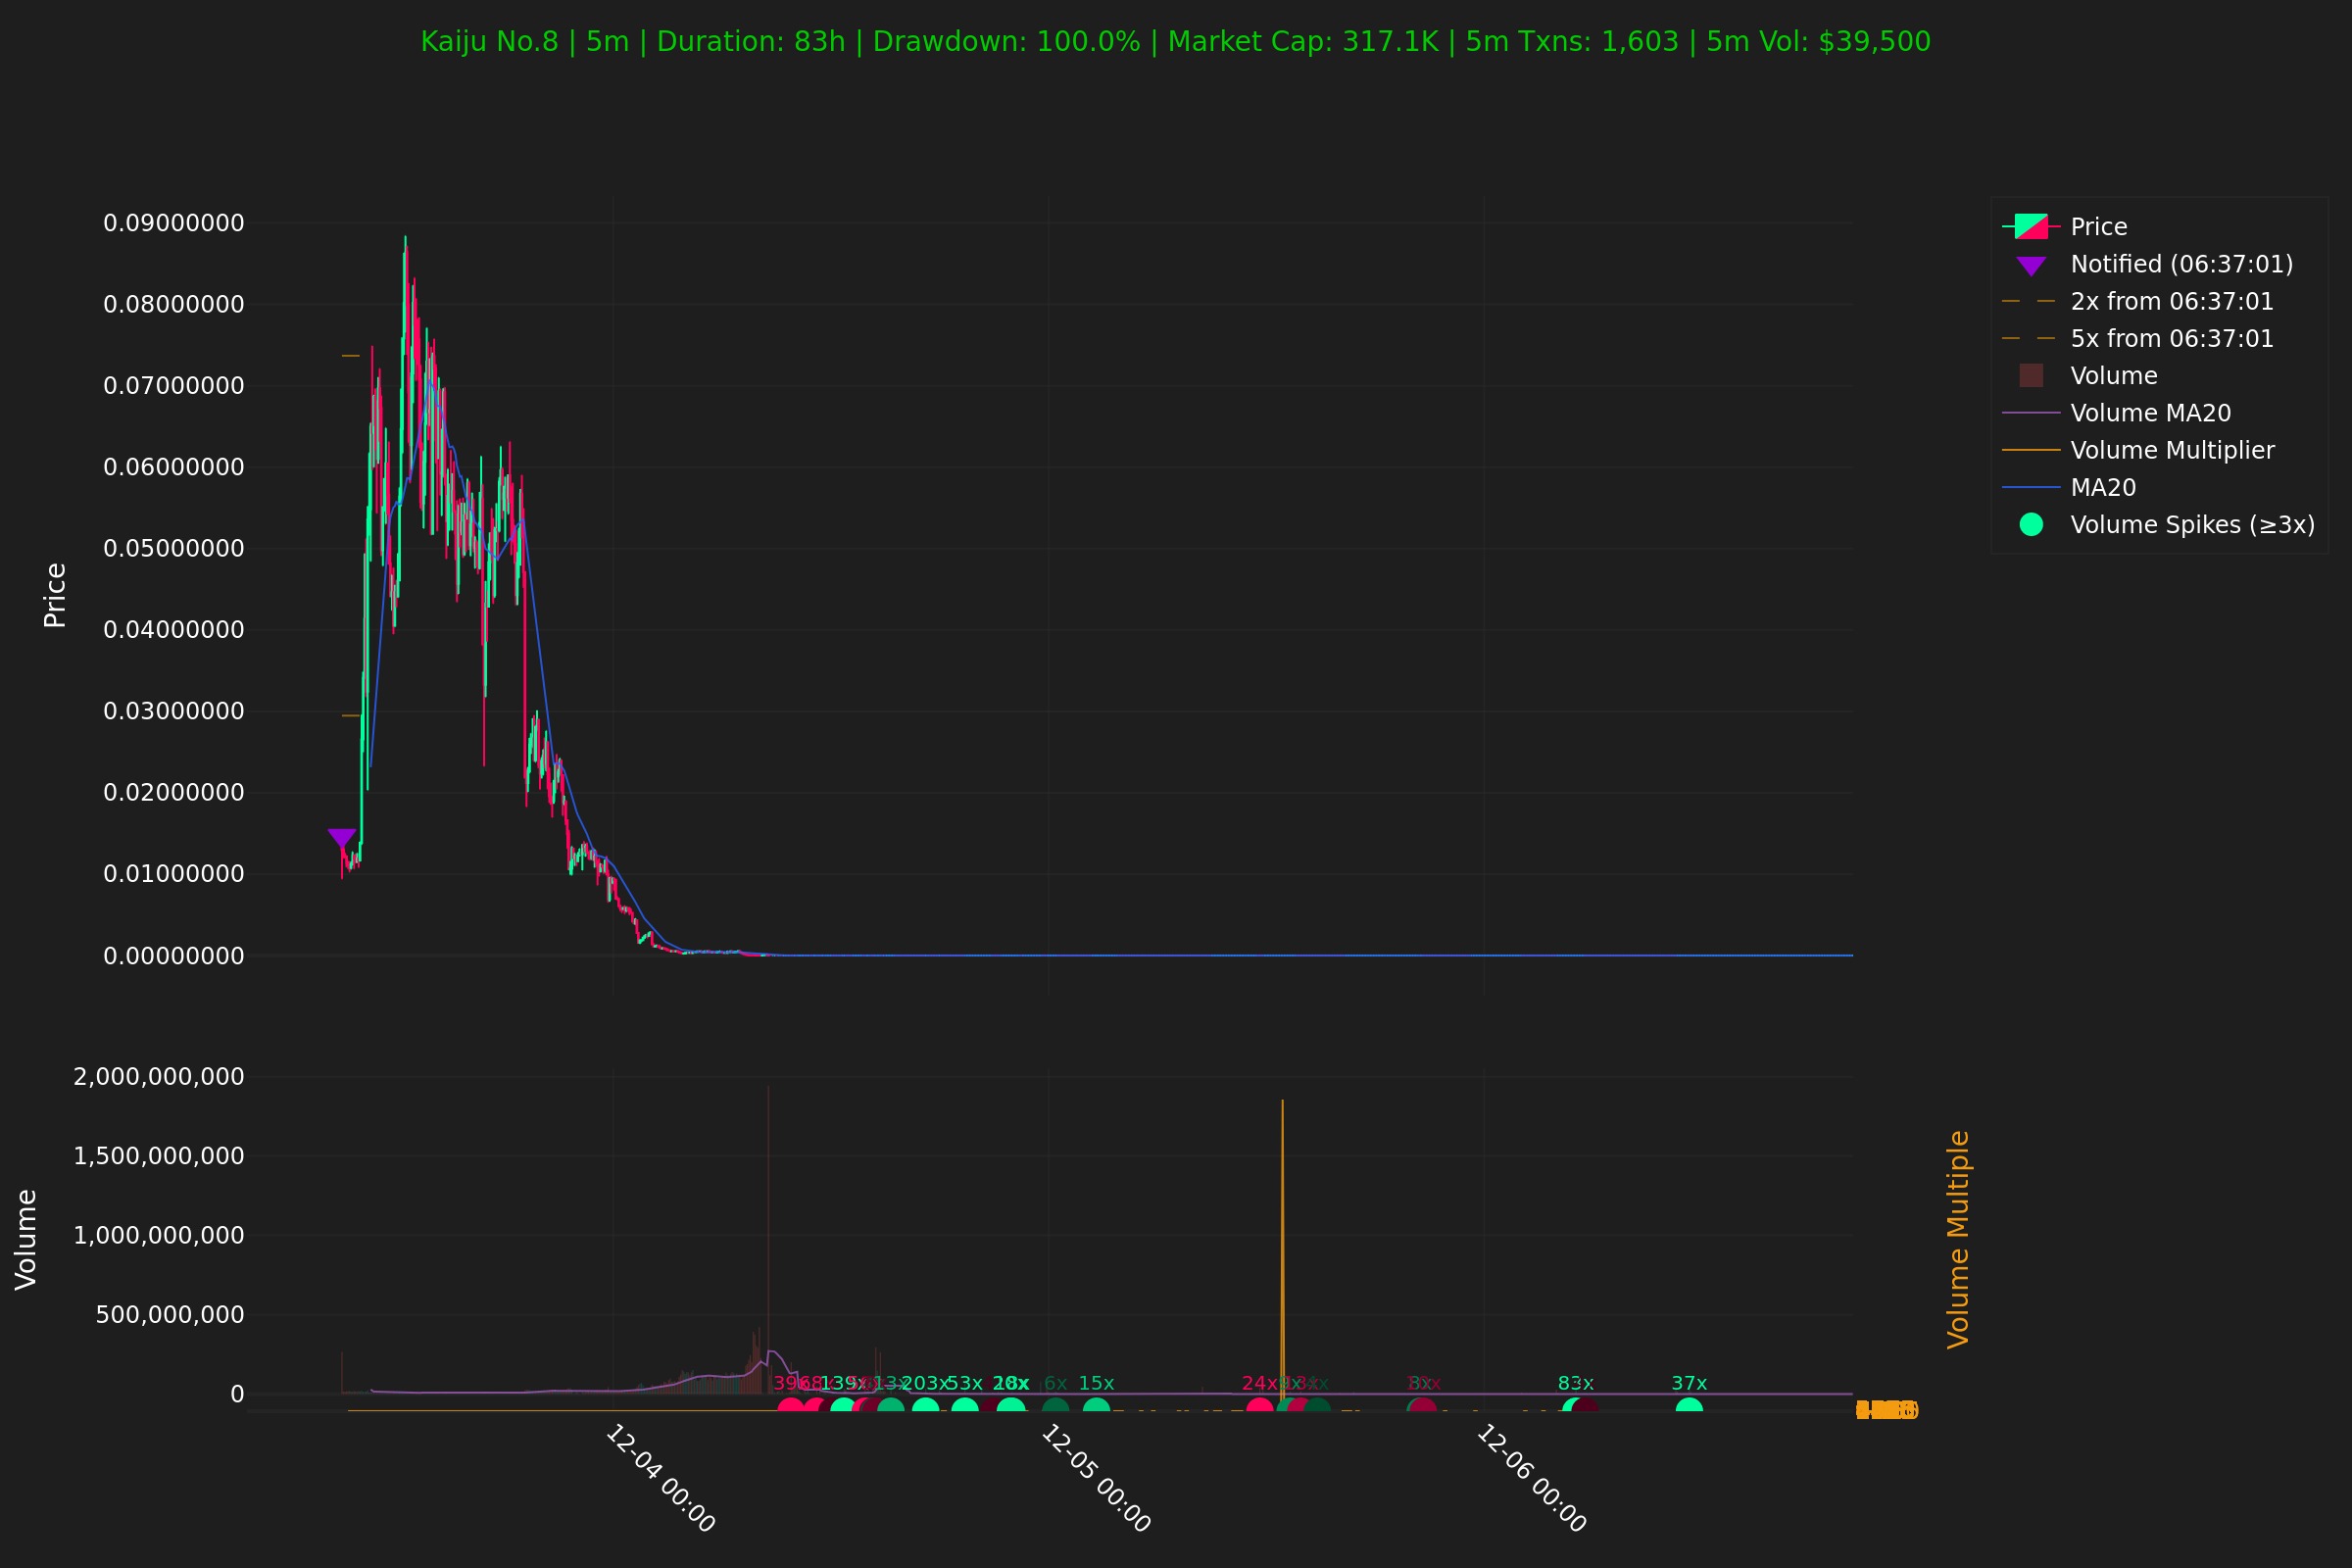 Kaiju No.8 | 5m | Duration: 83h | Drawdown: 100.0% | Market Cap: 317.1K | 5m Txns: 1,603 | 5m Vol: $39,500
Price
0.09000000
0.08000000
0.07000000
0.06000000
0.05000000
0.04000000
0.03000000
0.02000000
0.01000000
0.00000000
Price
Notified (06:37:01)
2x from 06:37:01
5x from 06:37:01
Volume
Volume MA20
Volume Multiplier
MA20
Volume Spikes (≥3x)
Volume
2,000,000,000
1,500,000,000
1,000,000,000
500,000,000
0
Volume Multiple
139x
13x
203x
53x
6x
15x
24x
83x
37x
12-04 00:00
12-05 00:00
12-06 00:00